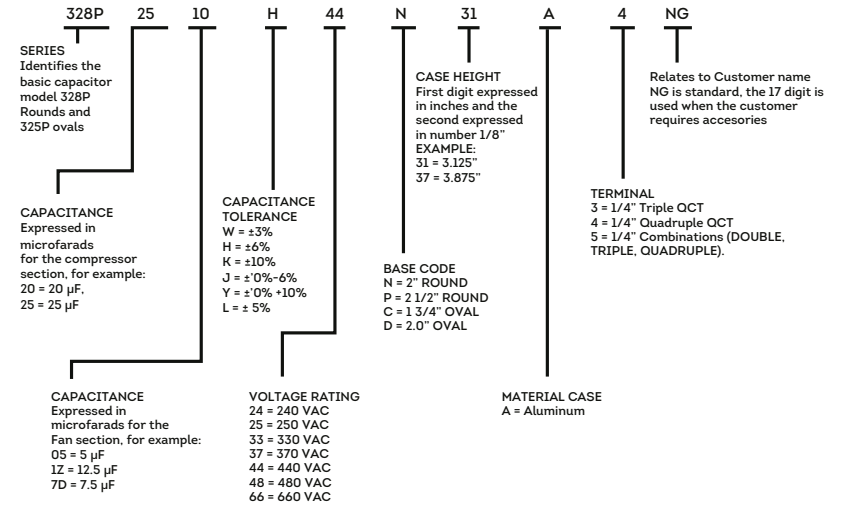 328P 25 10 H 44 N 31 A 4 NG
SERIES
Identifies the
basic capacitor
model 328P
Rounds and
325P ovals
CASE HEIGHT
First digit expressed
in inches and the
second expressed
in number 1/8”
EXAMPLE:
31 = 3.125”
37 = 3.875”
Relates to Customer name
NG is standard, the 17 digit is
used when the customer
requires accesories
CAPACITANCE
Expressed in
microfarads
for the compressor
section, for example:
20 = 20 µF,
25 = 25 µF
CAPACITANCE
TOLERANCE
W = ±3%
H = ±6%
K = ±10%
J = ±'0%-6%
Y = ±'0% +10%
L = ± 5%
BASE CODE
N = 2” ROUND
P = 2 1/2” ROUND
C = 1 3/4” OVAL
D = 2.0” OVAL
TERMINAL
3 = 1/4” Triple QCT
4 = 1/4” Quadruple QCT
5 = 1/4” Combinations (DOUBLE,
TRIPLE, QUADRUPLE).
CAPACITANCE
Expressed in
microfarads for the
Fan section, for example:
05 = 5 µF
1Z = 12.5 µF
7D = 7.5 µF
VOLTAGE RATING
24 = 240 VAC
25 = 250 VAC
33 = 330 VAC
37 = 370 VAC
44 = 440 VAC
48 = 480 VAC
66 = 660 VAC
MATERIAL CASE
A = Aluminum